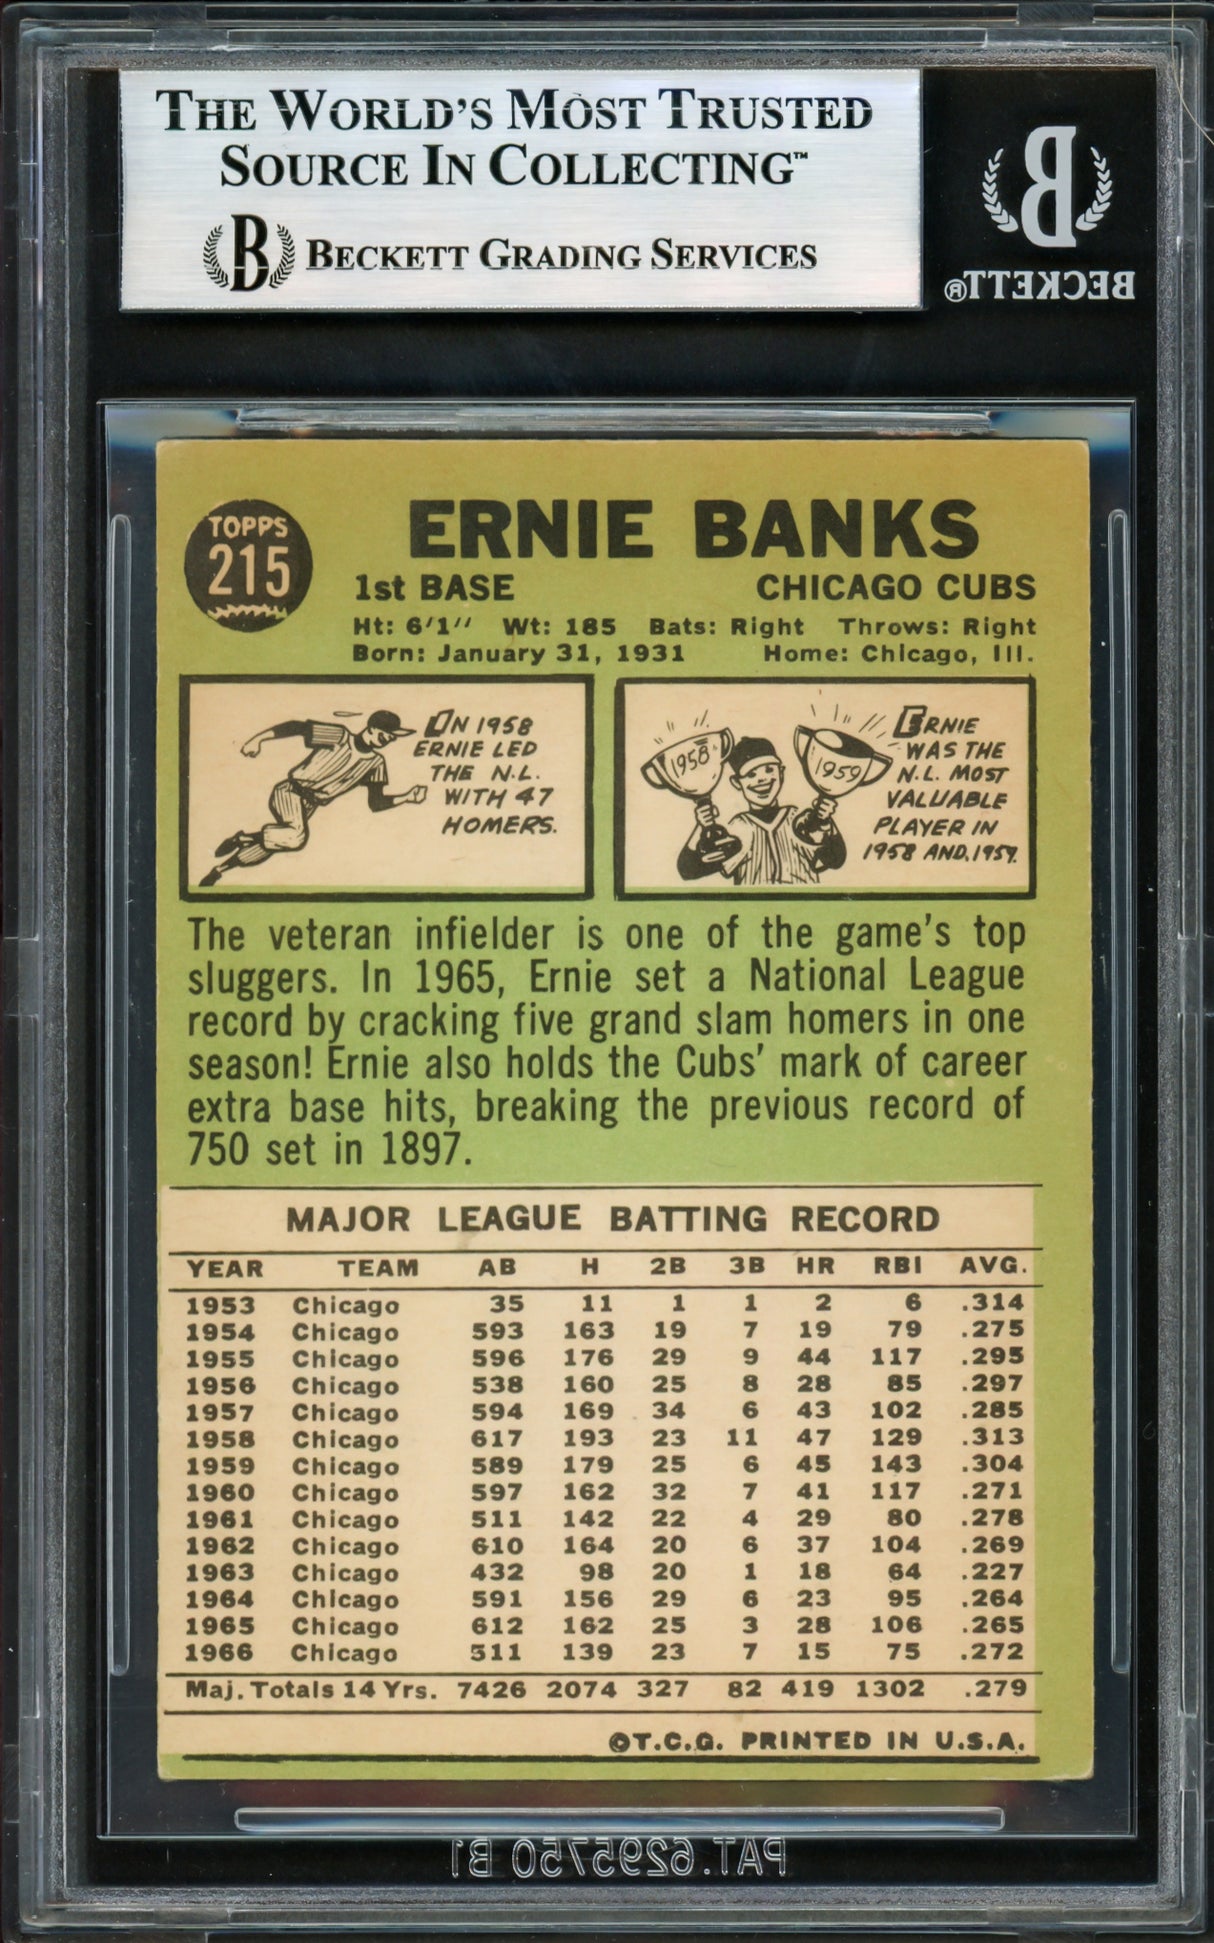 THE WORLD'S MOST TRUSTED
SOURCE IN COLLECTING™
B BECKETT GRADING SERVICES
B
BECKETT®
TOPPS
215
ERNIE BANKS
1st BASE CHICAGO CUBS
Ht: 6'1" Wt: 185 Bats: Right Throws: Right
Born: January 31, 1931 Home: Chicago, Ill.
IN 1958
ERNIE LED
THE N.L.
WITH 47
HOMERS.
1958
1959
ERNIE
WAS THE
N.L. MOST
VALUABLE
PLAYER IN
1958 AND, 1959.
The veteran infielder is one of the game's top
sluggers. In 1965, Ernie set a National League
record by cracking five grand slam homers in one
season! Ernie also holds the Cubs' mark of career
extra base hits, breaking the previous record of
750 set in 1897.
MAJOR LEAGUE BATTING RECORD
YEAR TEAM AB H 2B 3B HR RBI AVG.
1953 Chicago 35 11 1 1 2 6 .314
1954 Chicago 593 163 19 7 19 79 .275
1955 Chicago 596 176 29 9 44 117 .295
1956 Chicago 538 160 25 8 28 85 .297
1957 Chicago 594 169 34 6 43 102 .285
1958 Chicago 617 193 23 11 47 129 .313
1959 Chicago 589 179 25 6 45 143 .304
1960 Chicago 597 162 32 7 41 117 .271
1961 Chicago 511 142 22 4 29 80 .278
1962 Chicago 610 164 20 6 37 104 .269
1963 Chicago 432 98 20 1 18 64 .227
1964 Chicago 591 156 29 6 23 95 .264
1965 Chicago 612 162 25 3 28 106 .265
1966 Chicago 511 139 23 7 15 75 .272
Maj. Totals 14 Yrs. 7426 2074 327 82 419 1302 .279
©T.C.G. PRINTED IN U.S.A.
PAT. 6295750 B1